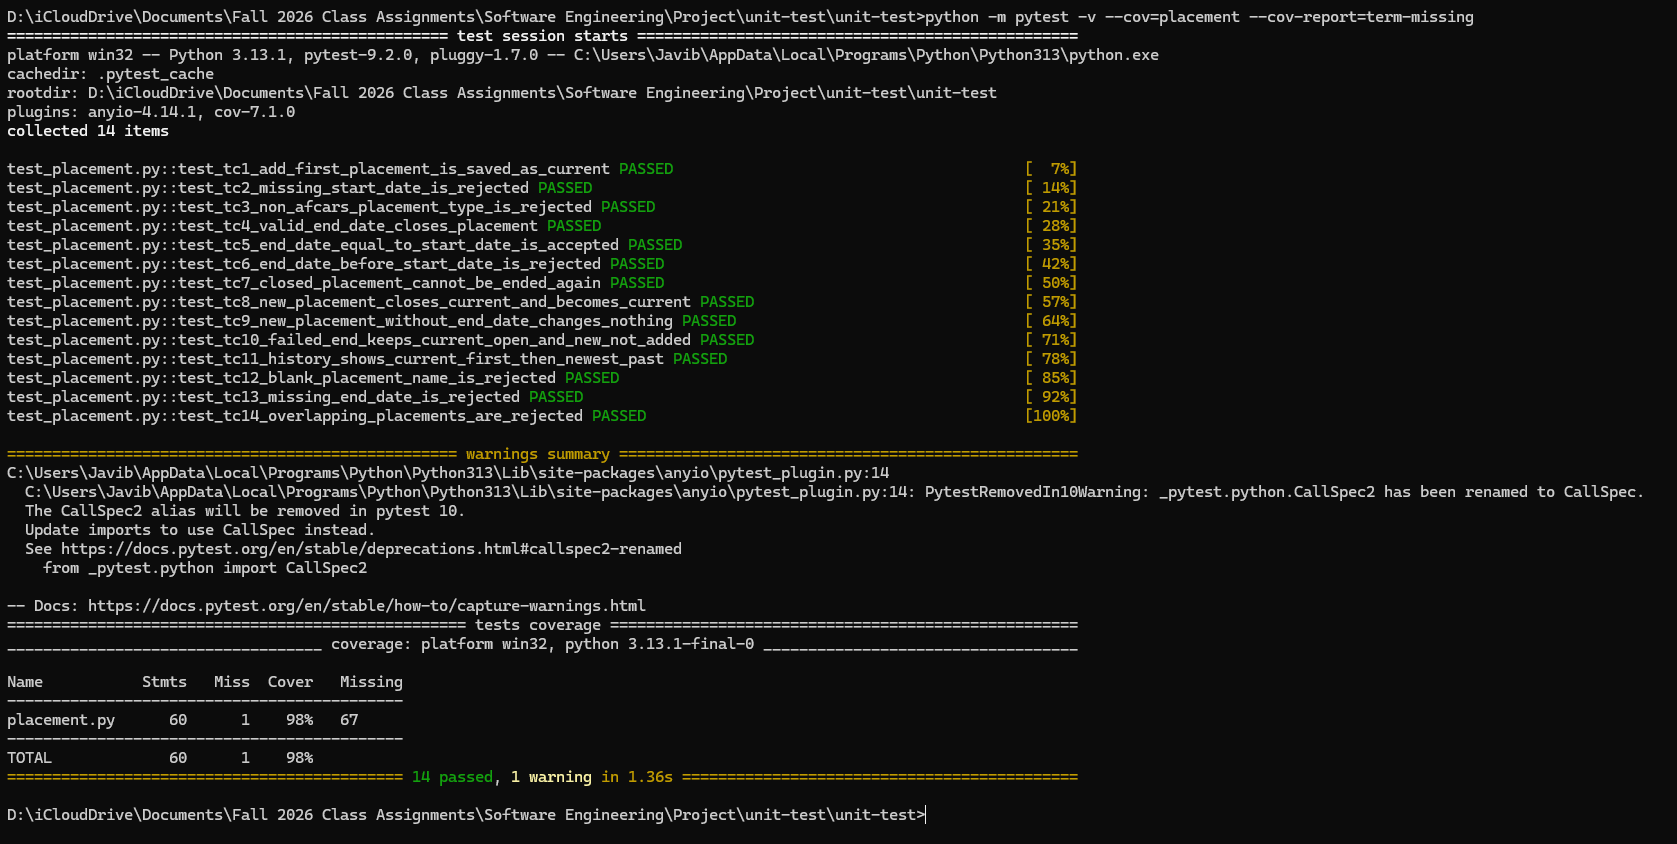 D:\iCloudDrive\Documents\Fall 2026 Class Assignments\Software Engineering\Project\unit-test\unit-test>python -m pytest -v --cov=placement --cov-report=term-missing
================================================= test session starts =================================================
platform win32 -- Python 3.13.1, pytest-9.2.0, pluggy-1.7.0 -- C:\Users\Javib\AppData\Local\Programs\Python\Python313\python.exe
cachedir: .pytest_cache
rootdir: D:\iCloudDrive\Documents\Fall 2026 Class Assignments\Software Engineering\Project\unit-test\unit-test
plugins: anyio-4.14.1, cov-7.1.0
collected 14 items

test_placement.py::test_tc1_add_first_placement_is_saved_as_current PASSED                                       [  7%]
test_placement.py::test_tc2_missing_start_date_is_rejected PASSED                                                [ 14%]
test_placement.py::test_tc3_non_afcars_placement_type_is_rejected PASSED                                         [ 21%]
test_placement.py::test_tc4_valid_end_date_closes_placement PASSED                                               [ 28%]
test_placement.py::test_tc5_end_date_equal_to_start_date_is_accepted PASSED                                      [ 35%]
test_placement.py::test_tc6_end_date_before_start_date_is_rejected PASSED                                        [ 42%]
test_placement.py::test_tc7_closed_placement_cannot_be_ended_again PASSED                                        [ 50%]
test_placement.py::test_tc8_new_placement_closes_current_and_becomes_current PASSED                              [ 57%]
test_placement.py::test_tc9_new_placement_without_end_date_changes_nothing PASSED                                [ 64%]
test_placement.py::test_tc10_failed_end_keeps_current_open_and_new_not_added PASSED                              [ 71%]
test_placement.py::test_tc11_history_shows_current_first_then_newest_past PASSED                                 [ 78%]
test_placement.py::test_tc12_blank_placement_name_is_rejected PASSED                                             [ 85%]
test_placement.py::test_tc13_missing_end_date_is_rejected PASSED                                                 [ 92%]
test_placement.py::test_tc14_overlapping_placements_are_rejected PASSED                                          [100%]

================================================== warnings summary ===================================================
C:\Users\Javib\AppData\Local\Programs\Python\Python313\Lib\site-packages\anyio\pytest_plugin.py:14
  C:\Users\Javib\AppData\Local\Programs\Python\Python313\Lib\site-packages\anyio\pytest_plugin.py:14: PytestRemovedIn10Warning: _pytest.python.CallSpec2 has been renamed to CallSpec.
  The CallSpec2 alias will be removed in pytest 10.
  Update imports to use CallSpec instead.
  See https://docs.pytest.org/en/stable/deprecations.html#callspec2-renamed
    from _pytest.python import CallSpec2

-- Docs: https://docs.pytest.org/en/stable/how-to/capture-warnings.html
=================================================== tests coverage ====================================================
___________________________________ coverage: platform win32, python 3.13.1-final-0 ___________________________________

Name           Stmts   Miss  Cover   Missing
--------------------------------------------
placement.py      60      1    98%   67
--------------------------------------------
TOTAL             60      1    98%
============================================ 14 passed, 1 warning in 1.36s ============================================

D:\iCloudDrive\Documents\Fall 2026 Class Assignments\Software Engineering\Project\unit-test\unit-test>